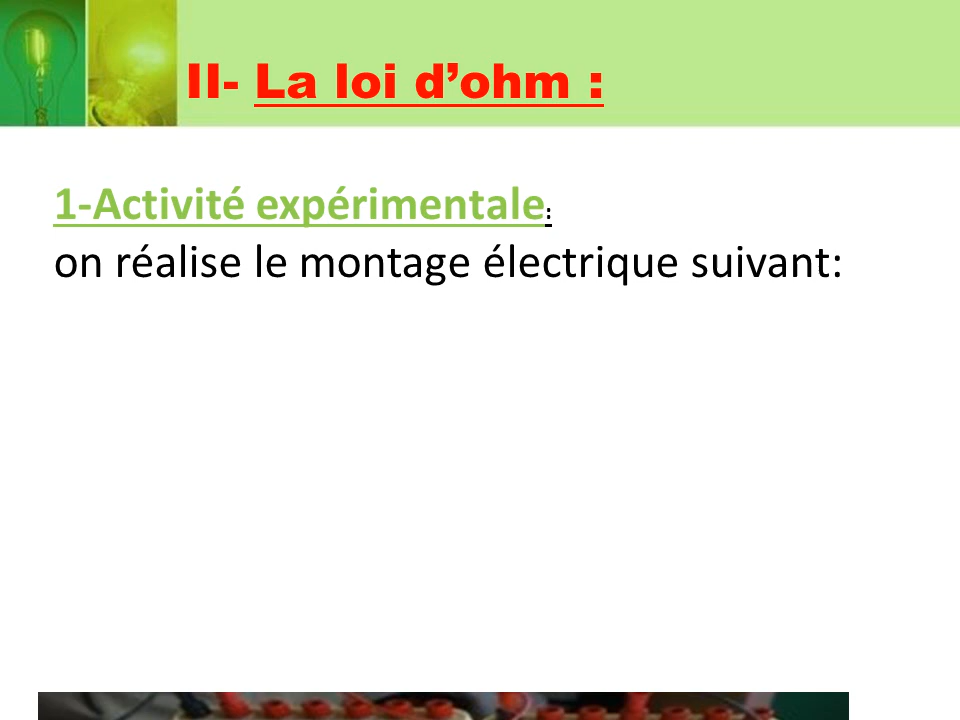 II- La loi d’ohm :
1-Activité expérimentale:
on réalise le montage électrique suivant: